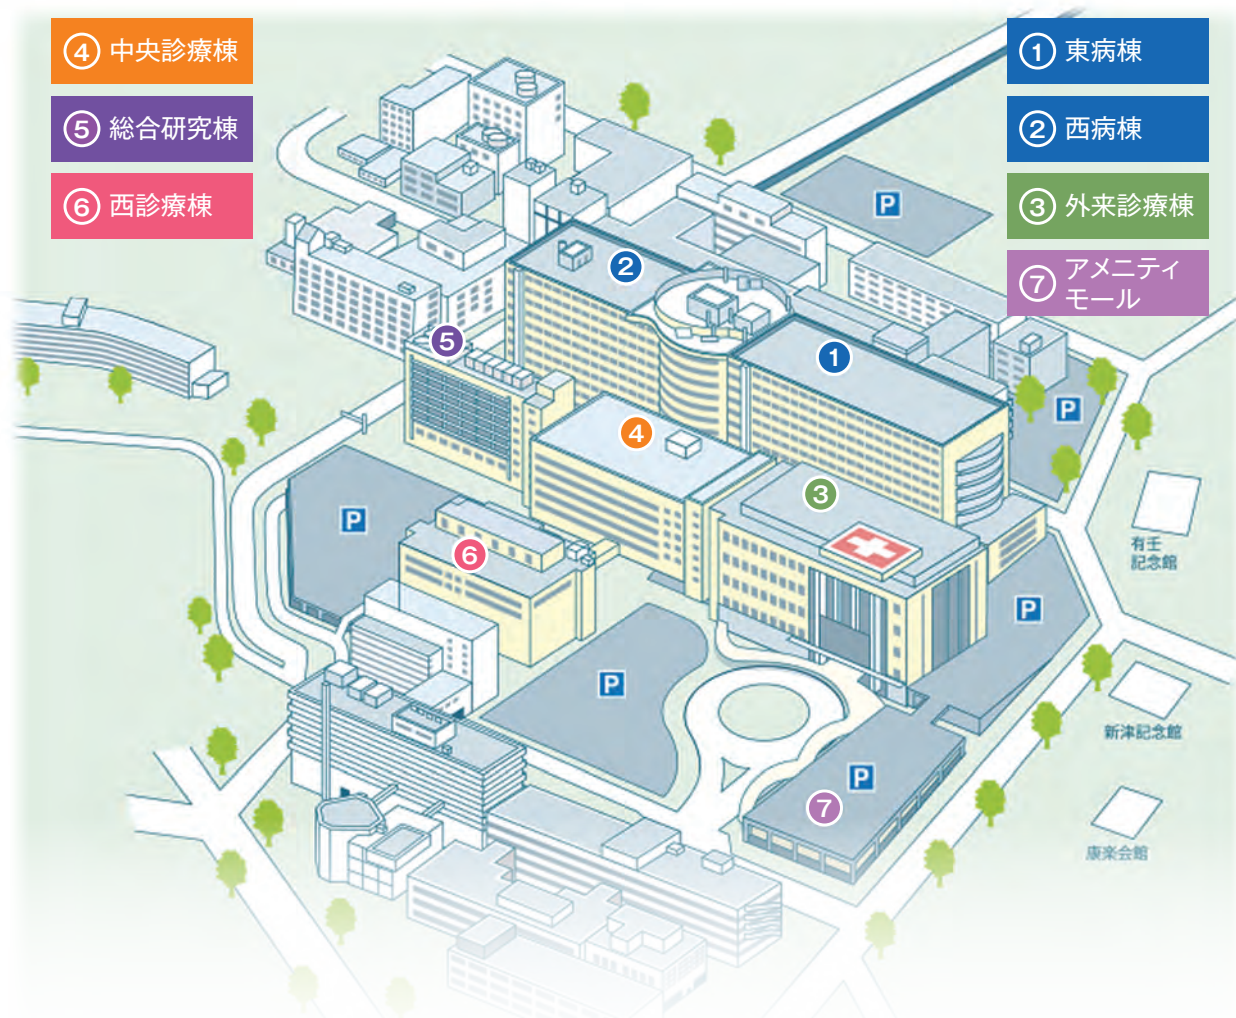 ④ 中央診療棟
⑤ 総合研究棟
⑥ 西診療棟
① 東病棟
② 西病棟
③ 外来診療棟
⑦ アメニティ
モール
P
2
5
1
P
4
3
P
6
有壬
記念館
P
P
新津記念館
P
7
康楽会館